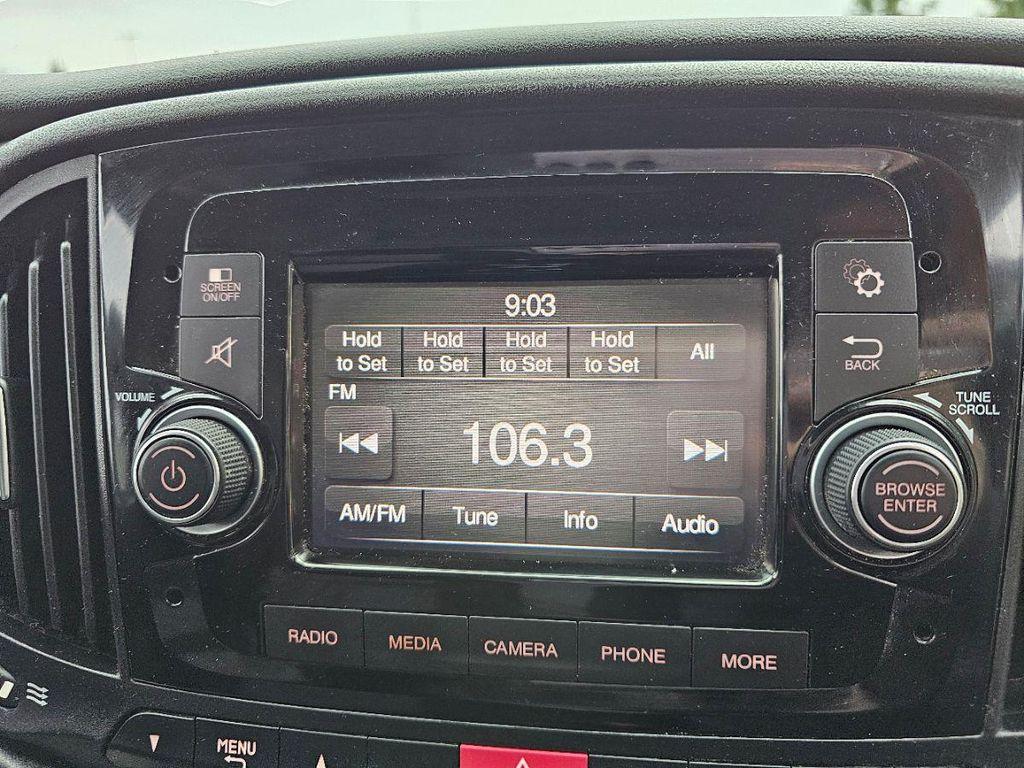 SCREEN
ON/OFF
9:03
Hold
to Set
Hold
to Set
Hold
to Set
Hold
to Set
All
BACK
FM
VOLUME
TUNE
SCROLL
106.3
BROWSE
ENTER
AM/FM
Tune
Info
Audio
RADIO
MEDIA
CAMERA
PHONE
MORE
MENU